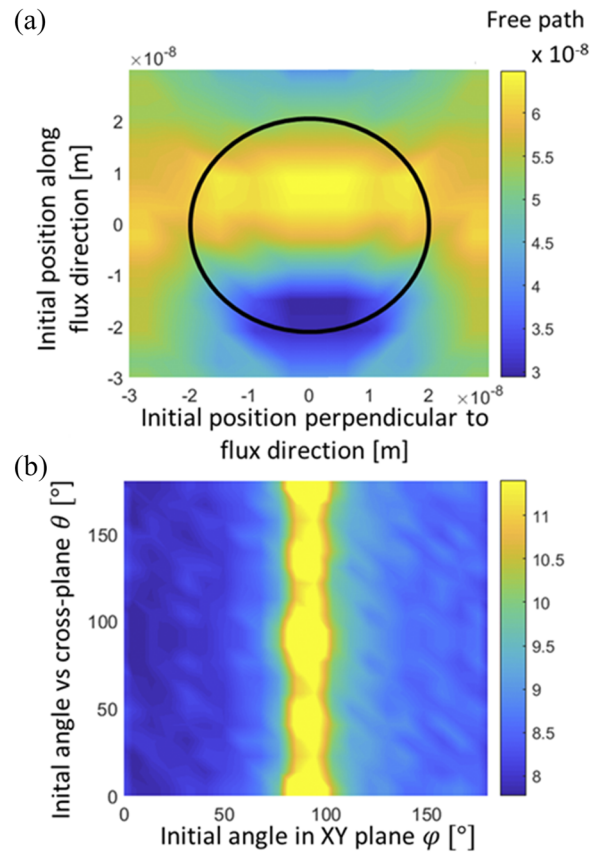 (a)
Free path
×10⁻⁸
x 10⁻⁸
Initial position along
flux direction [m]
2
1
0
-1
-2
-3
6
5.5
5
4.5
4
3.5
3
-3 -2 -1 0 1 2 ×10⁻⁸
Initial position perpendicular to
flux direction [m]
(b)
Inital angle vs cross-plane θ [°]
150
100
50
0
11
10.5
10
9.5
9
8.5
8
0 50 100 150
Initial angle in XY plane φ [°]